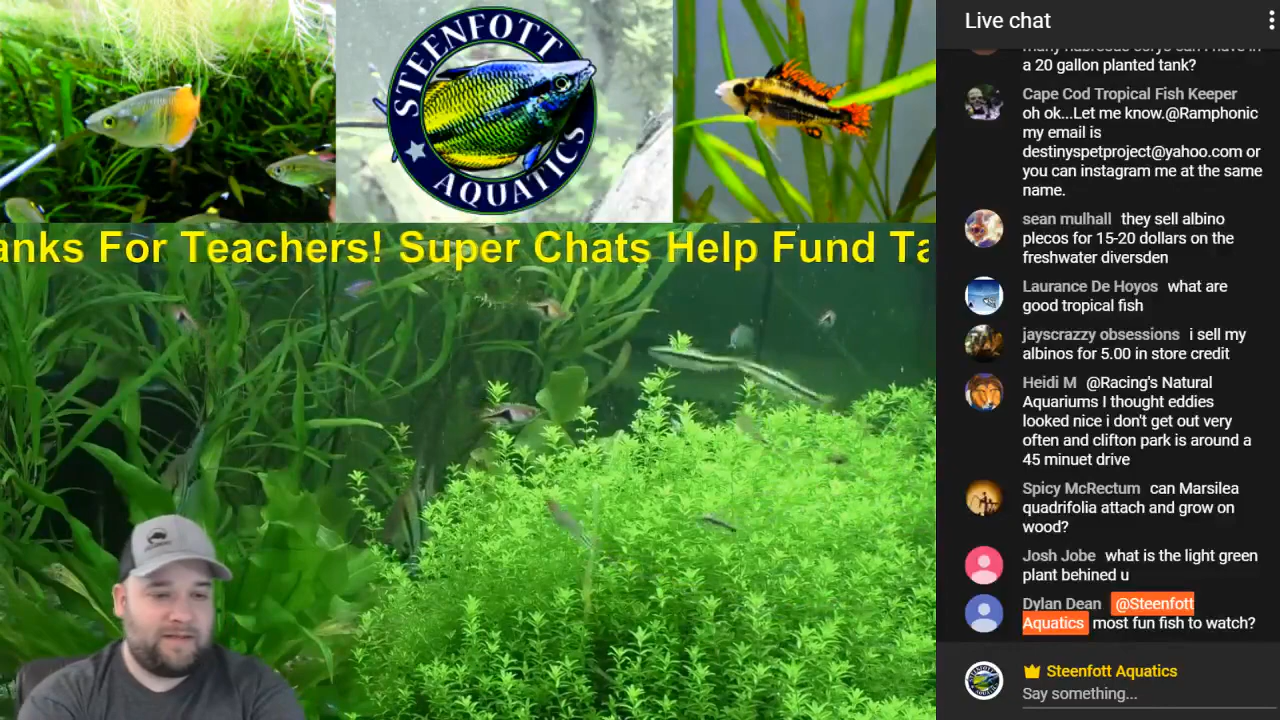 STEENFOTT
AQUATICS
anks For Teachers! Super Chats Help Fund Ta
Live chat
many habrosus corys can i have in
a 20 gallon planted tank?
Cape Cod Tropical Fish Keeper
oh ok...Let me know.@Ramphonic
my email is
destinyspetproject@yahoo.com or
you can instagram me at the same
name.
sean mulhall they sell albino
plecos for 15-20 dollars on the
freshwater diversden
Laurance De Hoyos what are
good tropical fish
jayscrazzy obsessions i sell my
albinos for 5.00 in store credit
Heidi M @Racing's Natural
Aquariums I thought eddies
looked nice i don't get out very
often and clifton park is around a
45 minuet drive
Spicy McRectum can Marsilea
quadrifolia attach and grow on
wood?
Josh Jobe what is the light green
plant behined u
Dylan Dean @Steenfott
Aquatics most fun fish to watch?
Steenfott Aquatics
Say something...